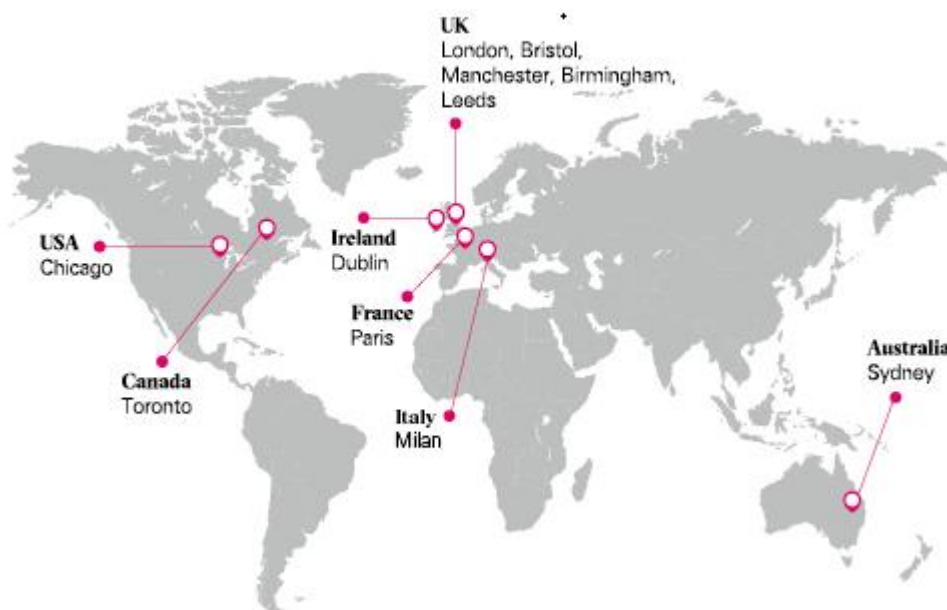 UK
London, Bristol,
Manchester, Birmingham,
Leeds
USA
Chicago
Ireland
Dublin
France
Paris
Canada
Toronto
Italy
Milan
Australia
Sydney